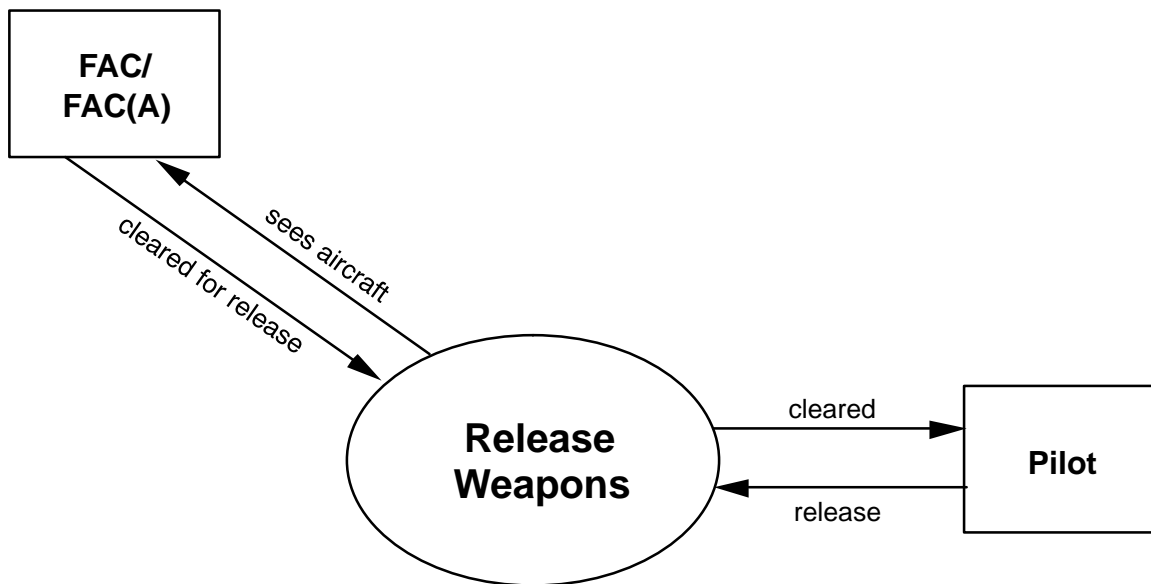 FAC/
FAC(A)
sees aircraft
cleared for release
cleared
Release
Weapons
Pilot
release